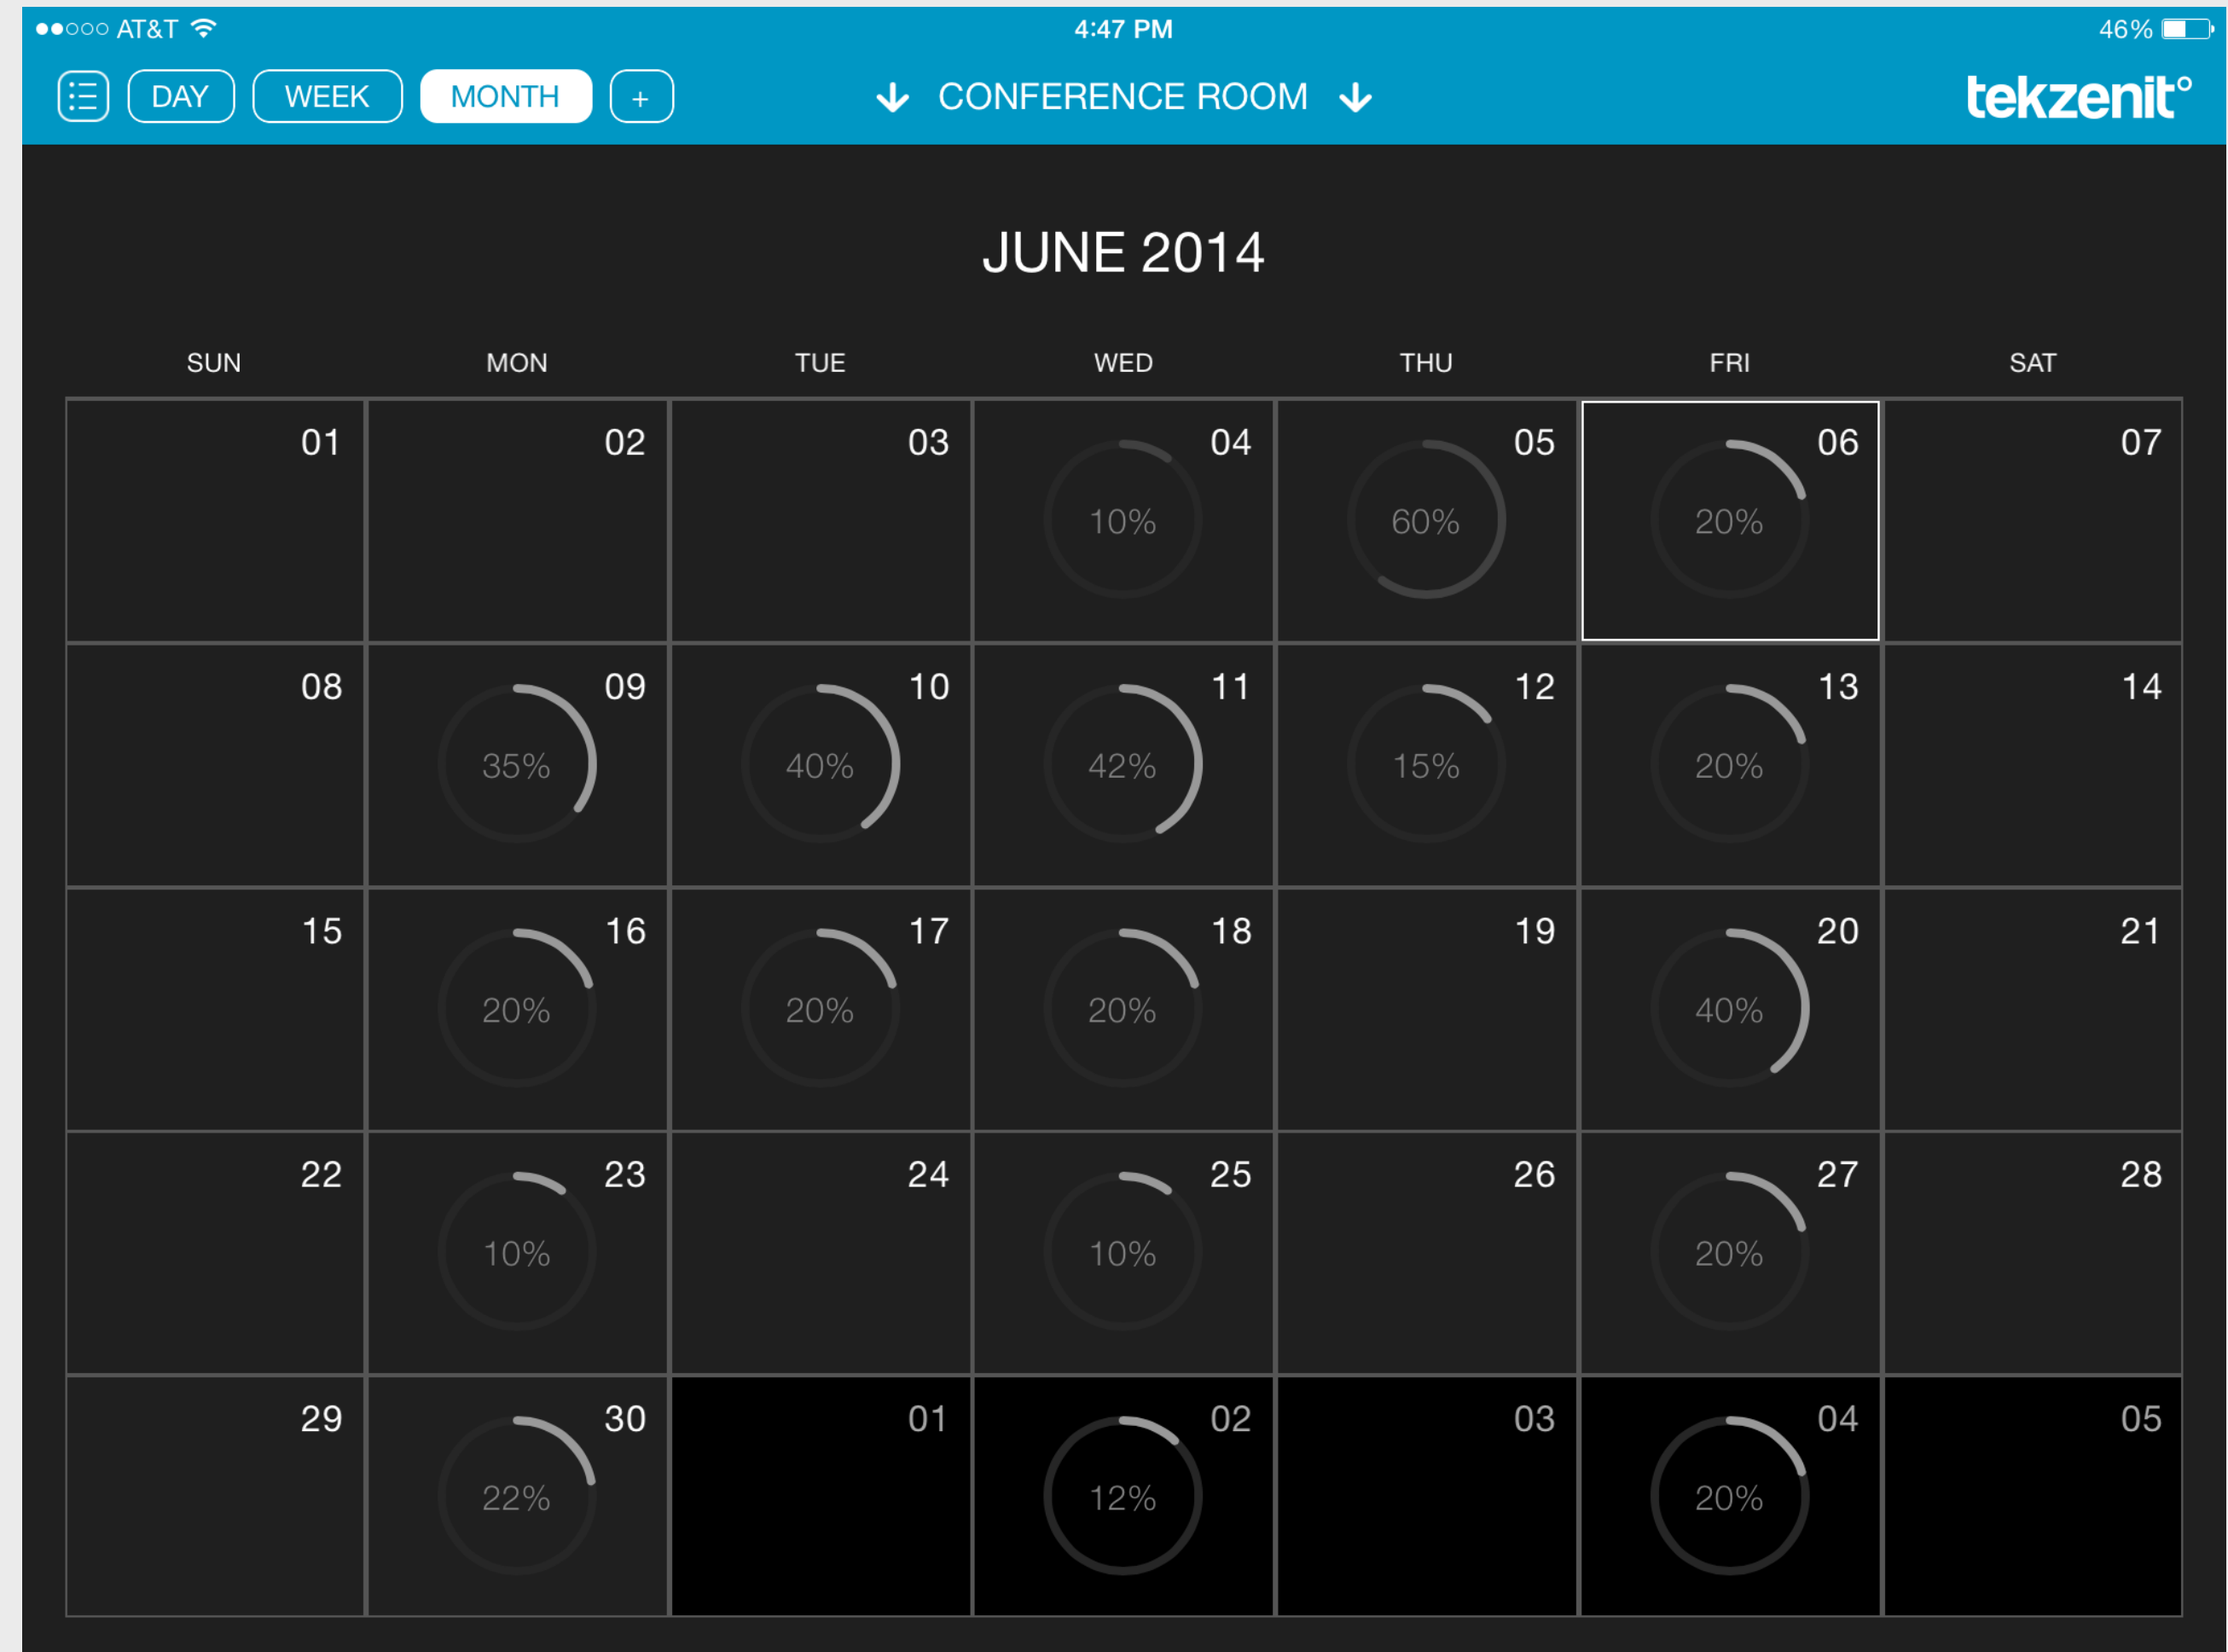 AT&T 4:47 PM 46%
DAY WEEK MONTH + CONFERENCE ROOM tekzenit°
JUNE 2014
SUN MON TUE WED THU FRI SAT
01 02 03 04 05 06 07
10% 60% 20%
08 09 10 11 12 13 14
35% 40% 42% 15% 20%
15 16 17 18 19 20 21
20% 20% 20% 40%
22 23 24 25 26 27 28
10% 10% 20%
29 30 01 02 03 04 05
22% 12% 20%